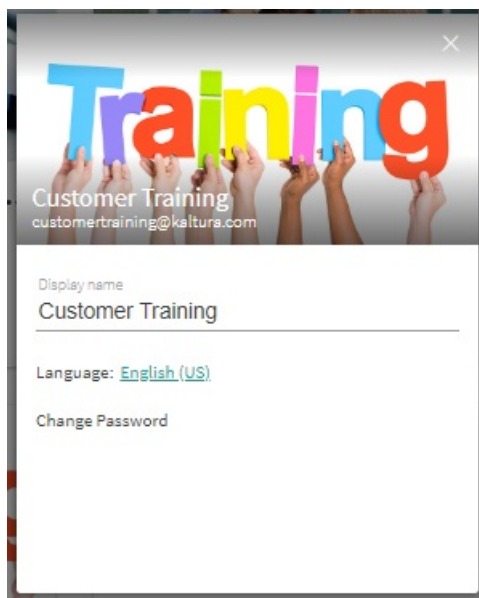 Training
Customer Training
customertraining@kaltura.com
Display name
Customer Training
Language: English (US)
Change Password